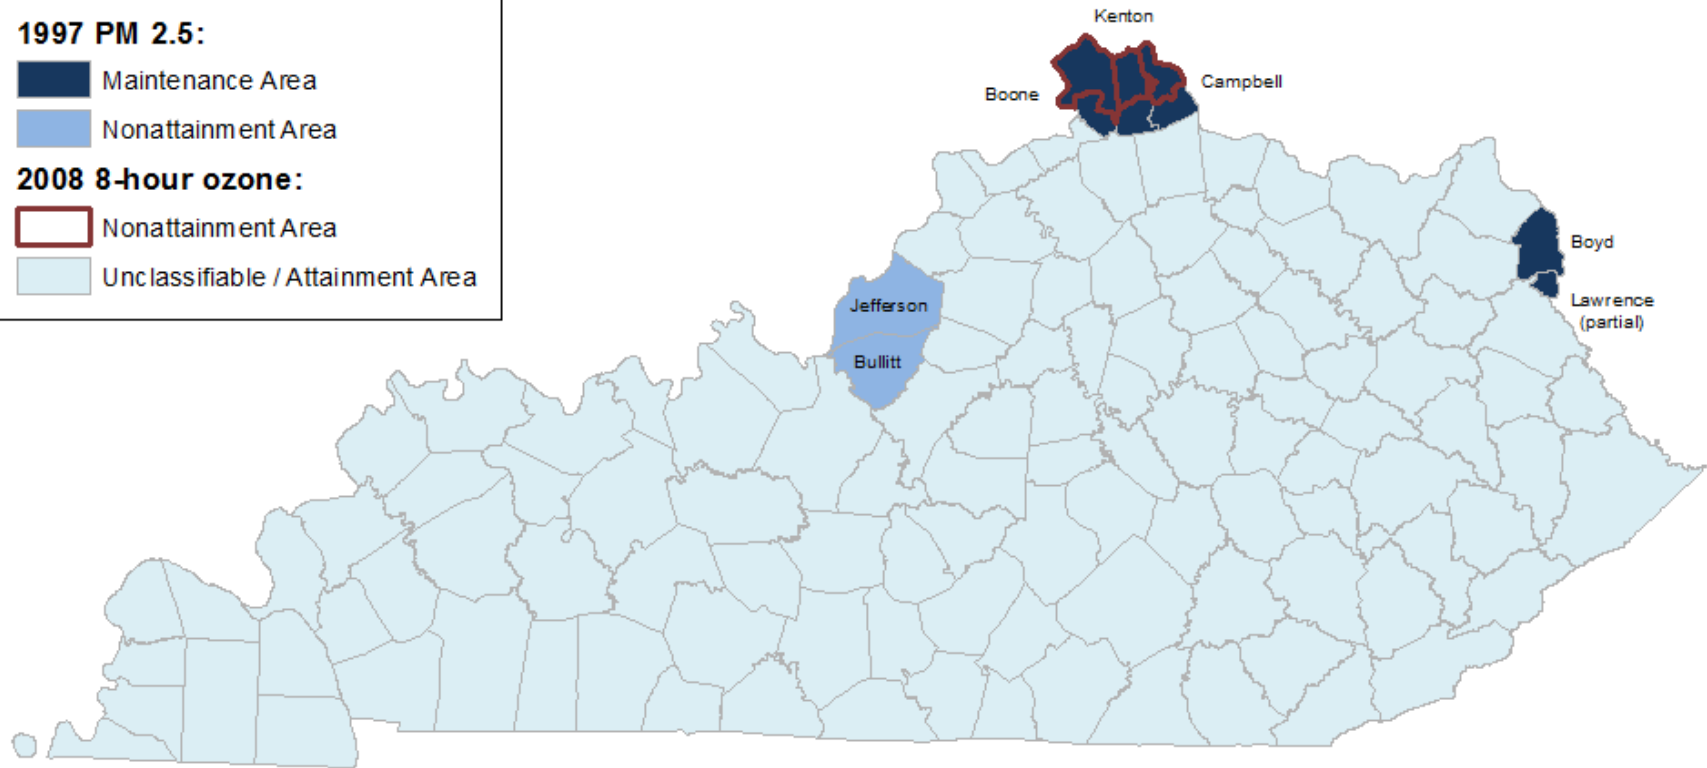 1997 PM 2.5:
Maintenance Area
Nonattainment Area
2008 8-hour ozone:
Nonattainment Area
Unclassifiable / Attainment Area
Kenton
Boone
Campbell
Boyd
Lawrence
(partial)
Jefferson
Bullitt